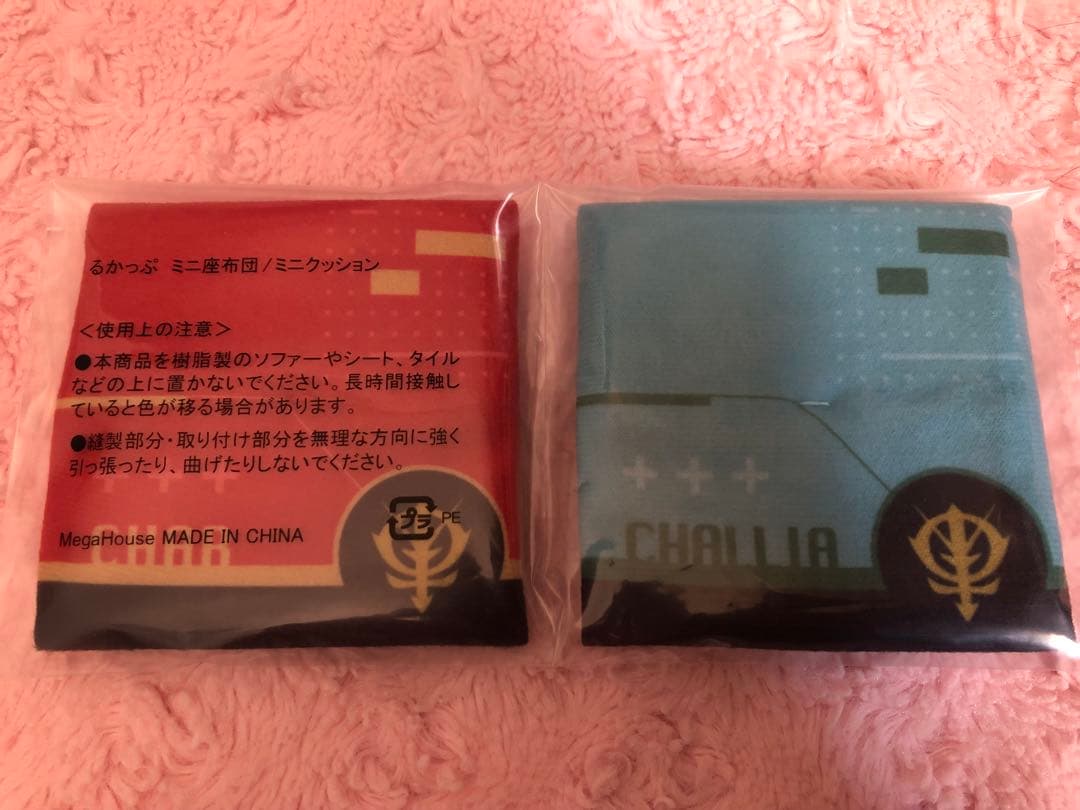 るかっぷ ミニ座布団/ミニクッション
＜使用上の注意＞
●本商品を樹脂製のソファーやシート、タイル
などの上に置かないでください。長時間接触し
ていると色が移る場合があります。
●縫製部分・取り付け部分を無理な方向に強く
引っ張ったり、曲げたりしないでください。
+++
CHAR
プラ PE
MegaHouse MADE IN CHINA
+++
CHALLIA